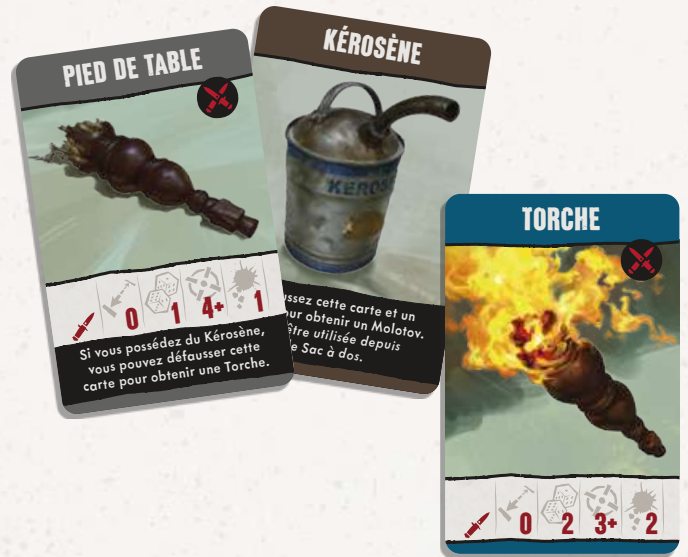 PIED DE TABLE
0 1 4+ 1
Si vous possédez du Kérosène,
vous pouvez défausser cette
carte pour obtenir une Torche.
KÉROSÈNE
KEROS
ussez cette carte et un
our obtenir un Molotov.
être utilisée depuis
le Sac à dos.
TORCHE
0 2 3+ 2